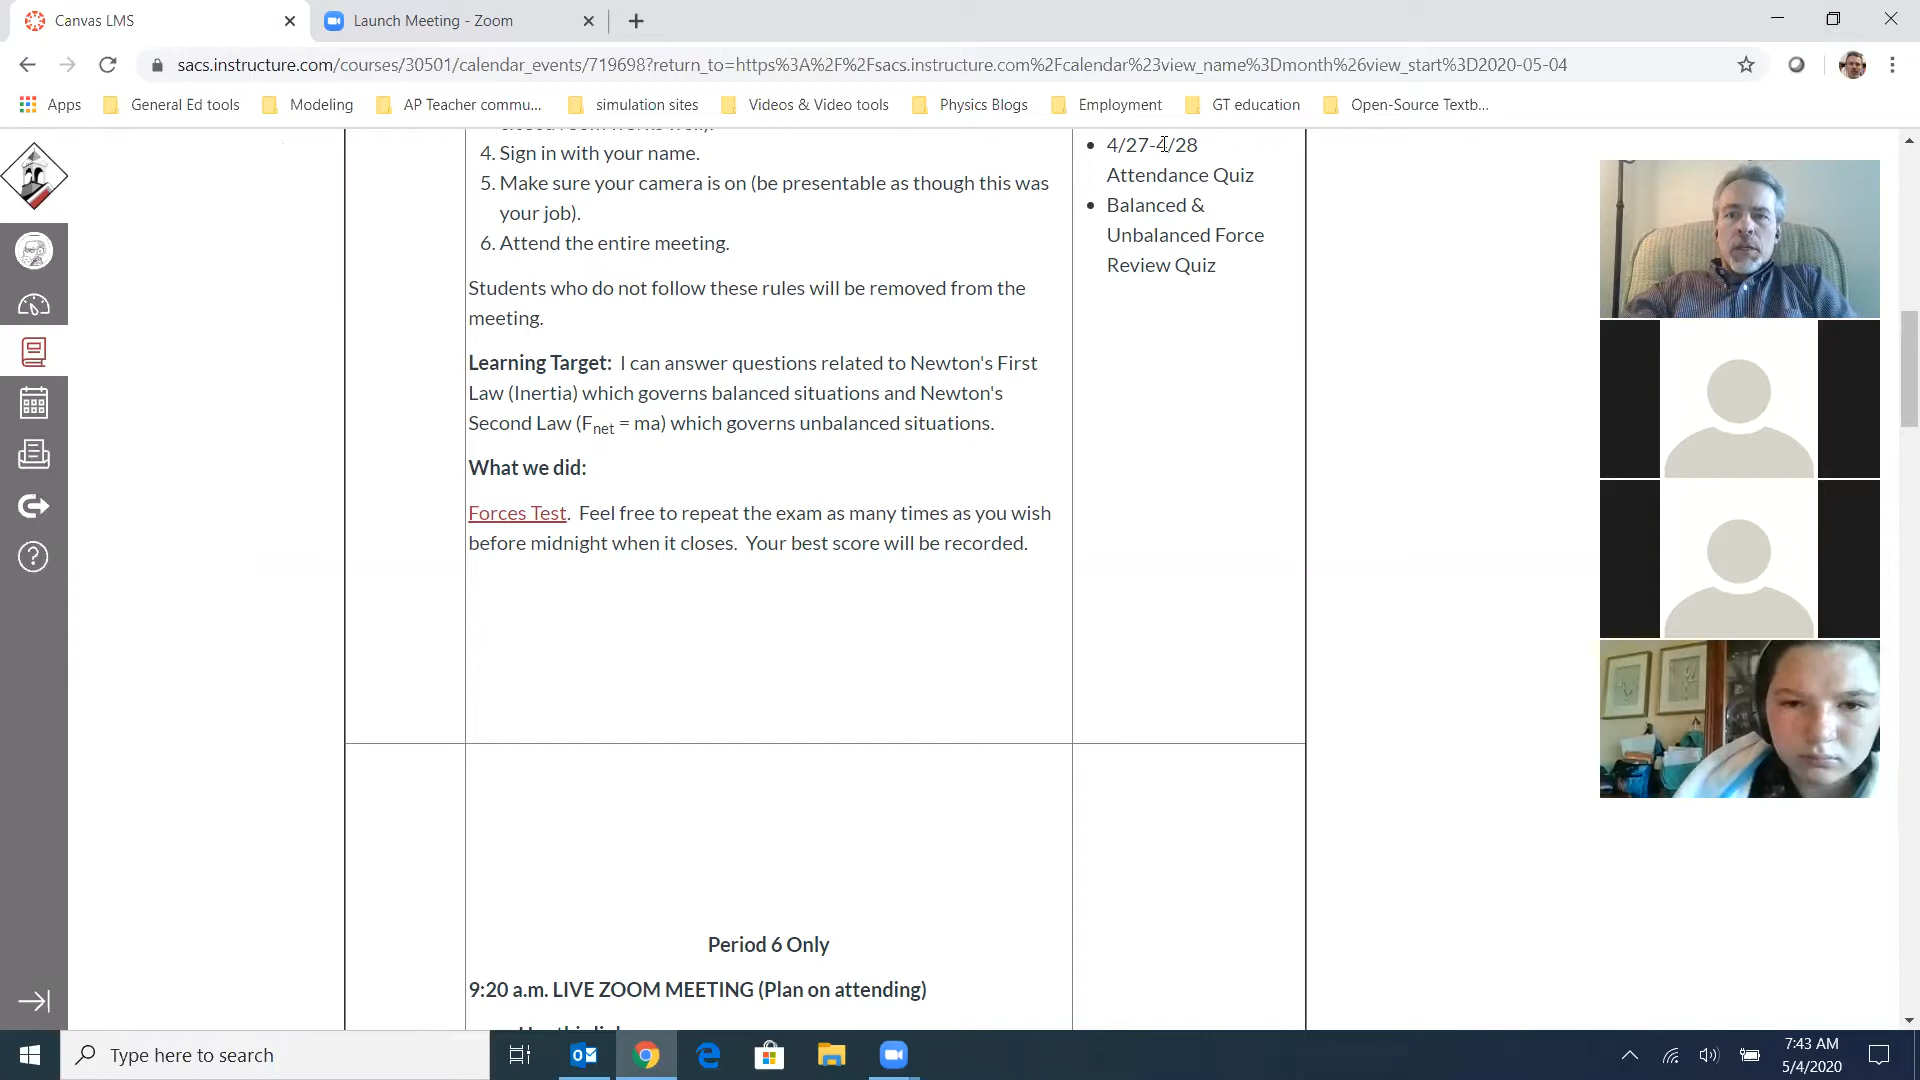 Canvas LMS
Launch Meeting - Zoom
sacs.instructure.com/courses/30501/calendar_events/719698?return_to=https%3A%2F%2Fsacs.instructure.com%2Fcalendar%23view_name%3Dmonth%26view_start%3D2020-05-04
Apps General Ed tools Modeling AP Teacher commu... simulation sites Videos & Video tools Physics Blogs Employment GT education Open-Source Textb...
4. Sign in with your name.
5. Make sure your camera is on (be presentable as though this was
your job).
6. Attend the entire meeting.
Students who do not follow these rules will be removed from the
meeting.
Learning Target: I can answer questions related to Newton's First
Law (Inertia) which governs balanced situations and Newton's
Second Law (Fnet = ma) which governs unbalanced situations.
What we did:
Forces Test. Feel free to repeat the exam as many times as you wish
before midnight when it closes. Your best score will be recorded.
• 4/27-4/28
Attendance Quiz
• Balanced &
Unbalanced Force
Review Quiz
Period 6 Only
9:20 a.m. LIVE ZOOM MEETING (Plan on attending)
Type here to search
7:43 AM
5/4/2020